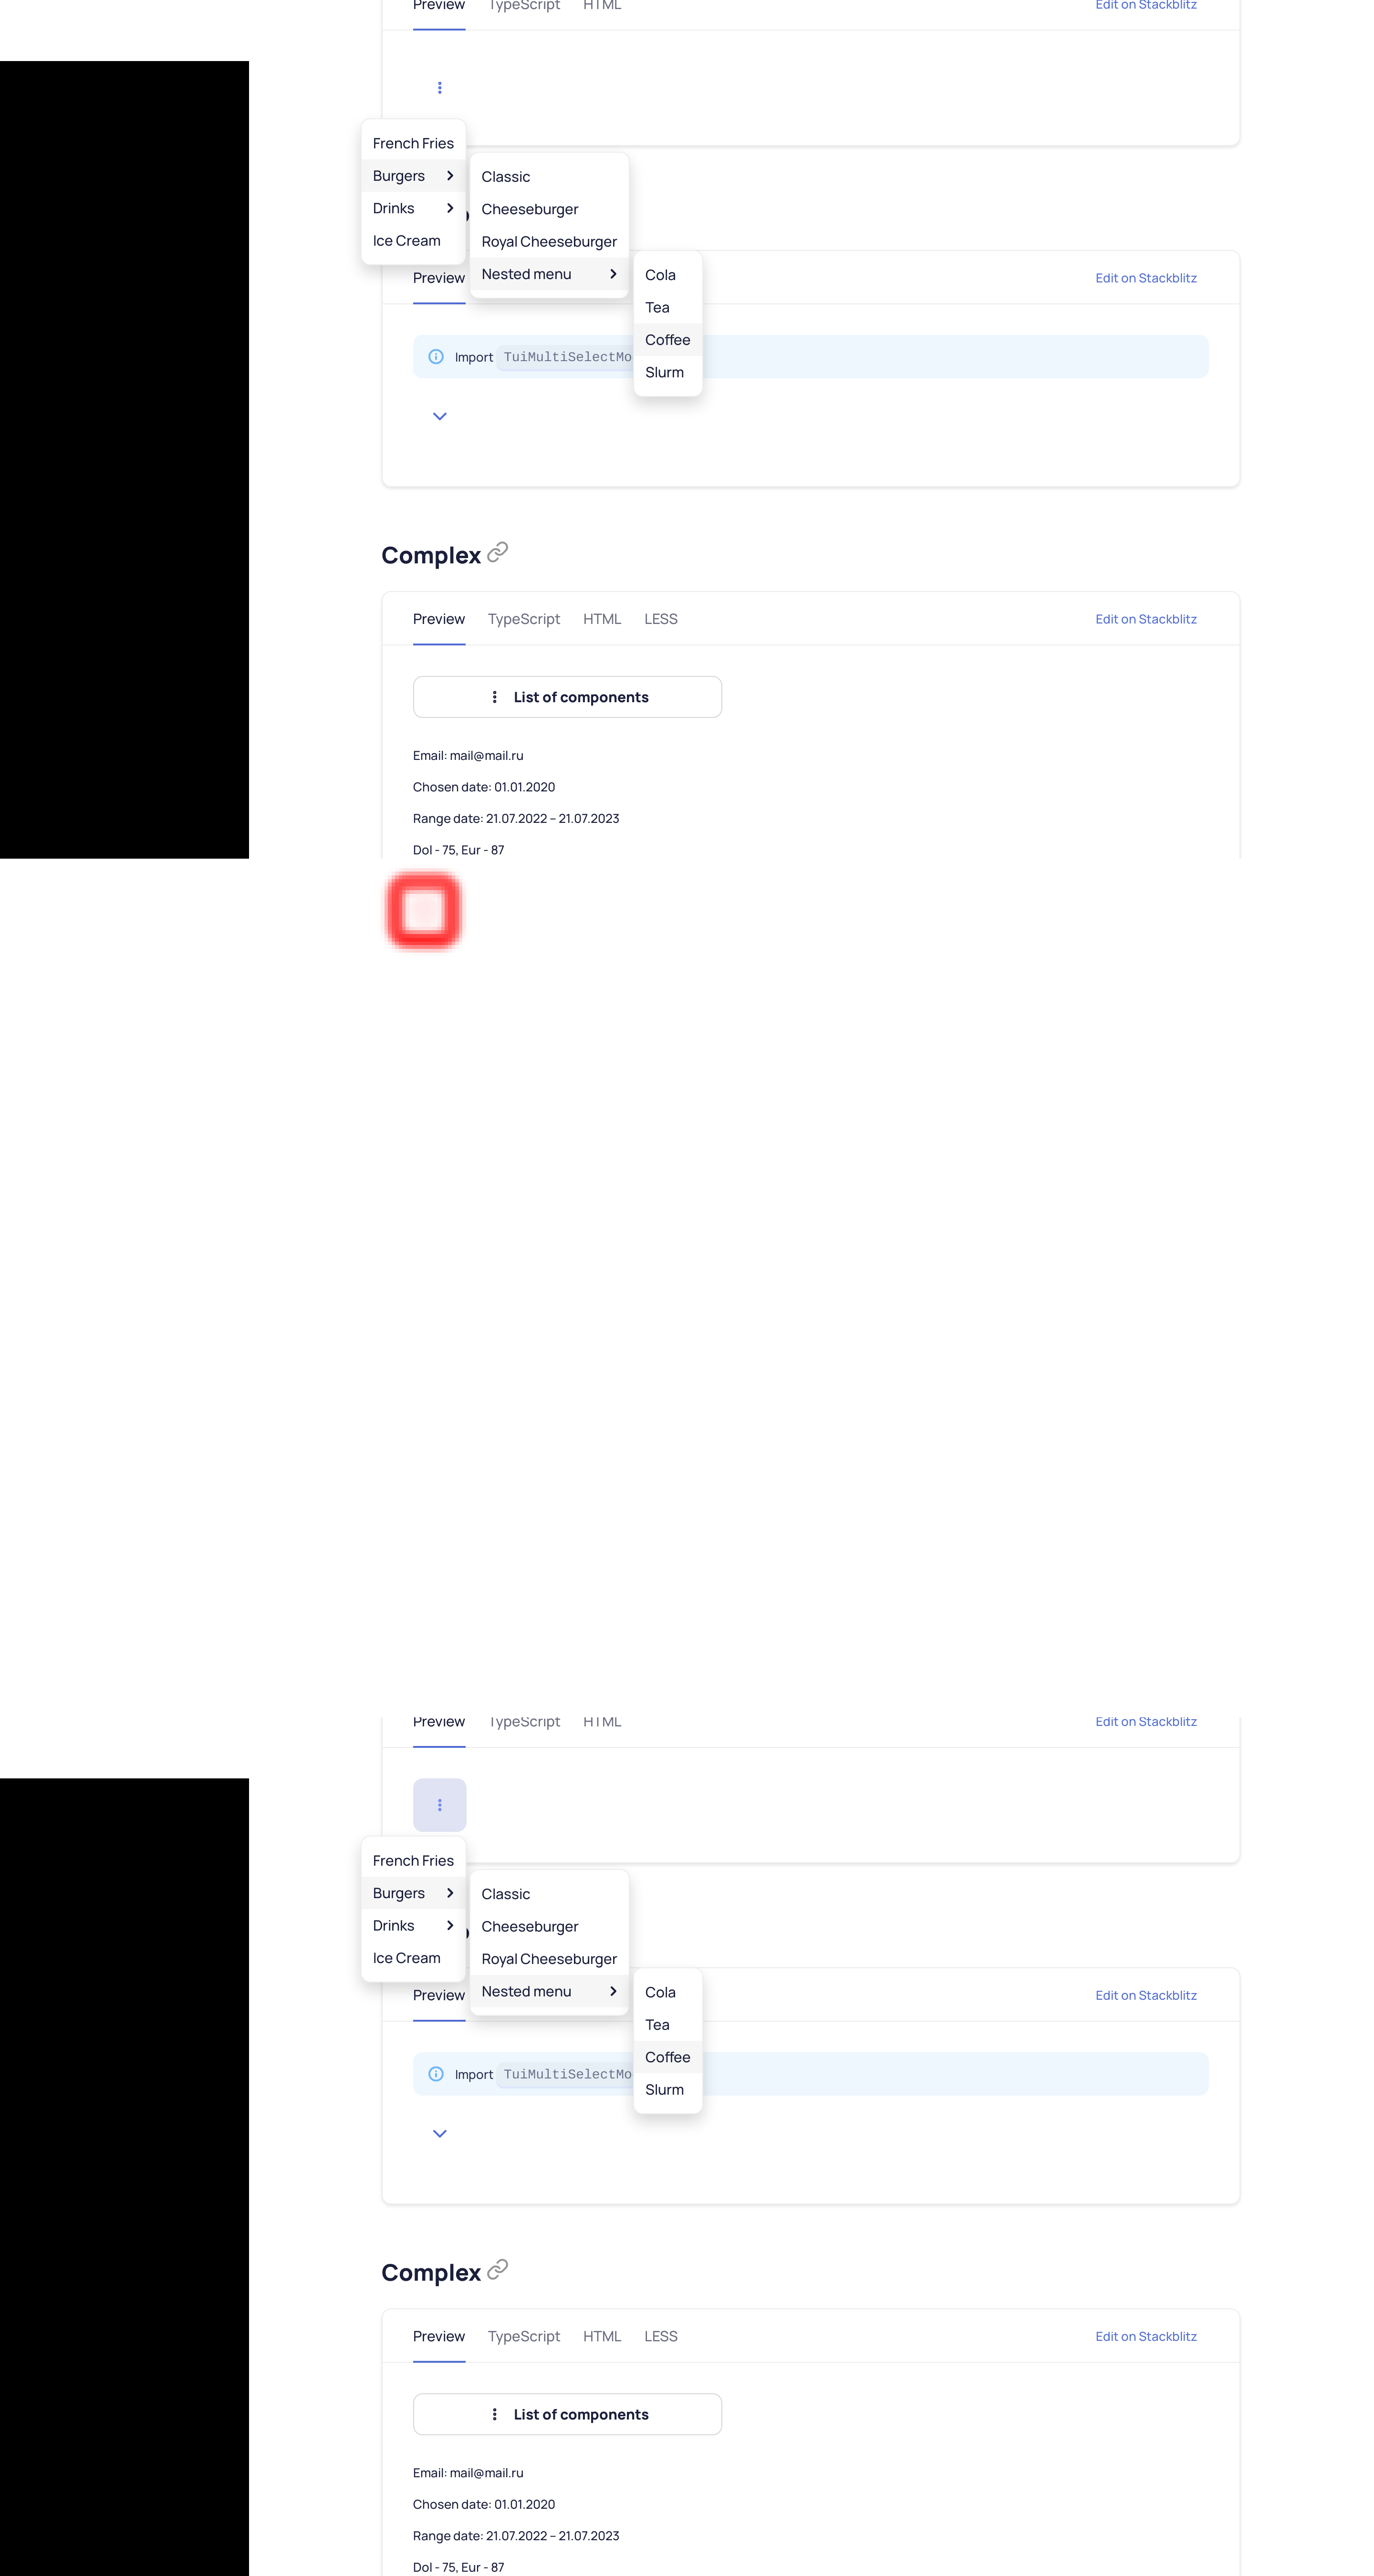 Preview TypeScript HTML Edit on Stackblitz
French Fries
Burgers
Drinks
Ice Cream
Classic
Cheeseburger
Royal Cheeseburger
Nested menu
Cola
Tea
Coffee
Slurm
Preview Edit on Stackblitz
Import TuiMultiSelectMo
Complex
Preview TypeScript HTML LESS Edit on Stackblitz
List of components
Email: mail@mail.ru
Chosen date: 01.01.2020
Range date: 21.07.2022 – 21.07.2023
Dol - 75, Eur - 87
Preview TypeScript HTML Edit on Stackblitz
French Fries
Burgers
Drinks
Ice Cream
Classic
Cheeseburger
Royal Cheeseburger
Nested menu
Cola
Tea
Coffee
Slurm
Preview Edit on Stackblitz
Import TuiMultiSelectMo
Complex
Preview TypeScript HTML LESS Edit on Stackblitz
List of components
Email: mail@mail.ru
Chosen date: 01.01.2020
Range date: 21.07.2022 – 21.07.2023
Dol - 75, Eur - 87